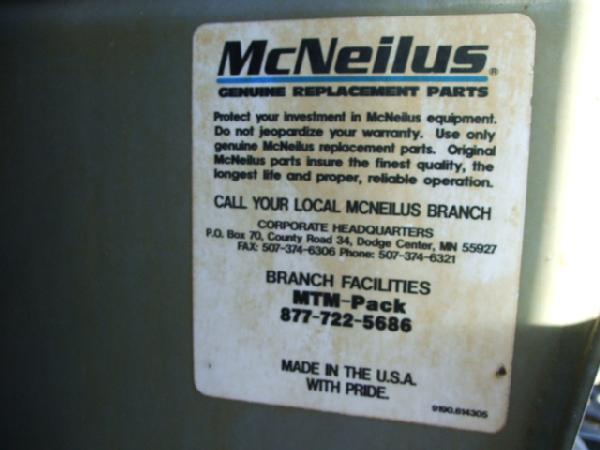 McNeilus®
GENUINE REPLACEMENT PARTS
Protect your investment in McNeilus equipment.
Do not jeopardize your warranty. Use only
genuine McNeilus replacement parts. Original
McNeilus parts insure the finest quality, the
longest life and proper, reliable operation.
CALL YOUR LOCAL MCNEILUS BRANCH
CORPORATE HEADQUARTERS
P.O. Box 70, County Road 34, Dodge Center, MN 55927
FAX: 507-374-6306 Phone: 507-374-6321
BRANCH FACILITIES
MTM-Pack
877-722-5686
MADE IN THE U.S.A.
WITH PRIDE.
9190.614305